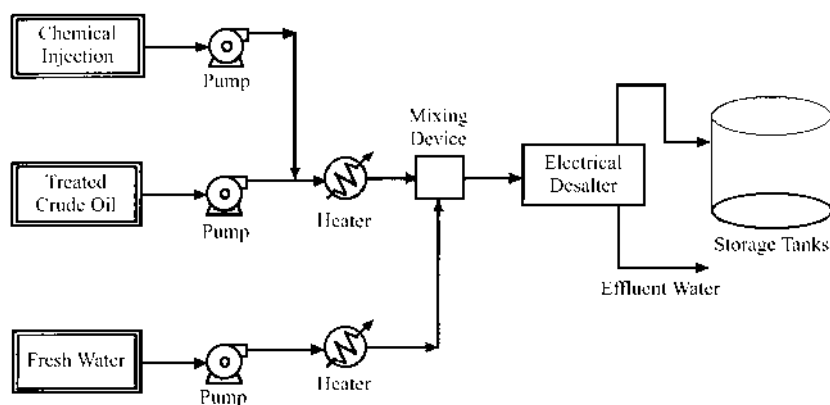 Chemical
Injection
Pump
Mixing
Device
Treated
Crude Oil
Pump
Heater
Electrical
Desalter
Storage Tanks
Effluent Water
Fresh Water
Pump
Heater